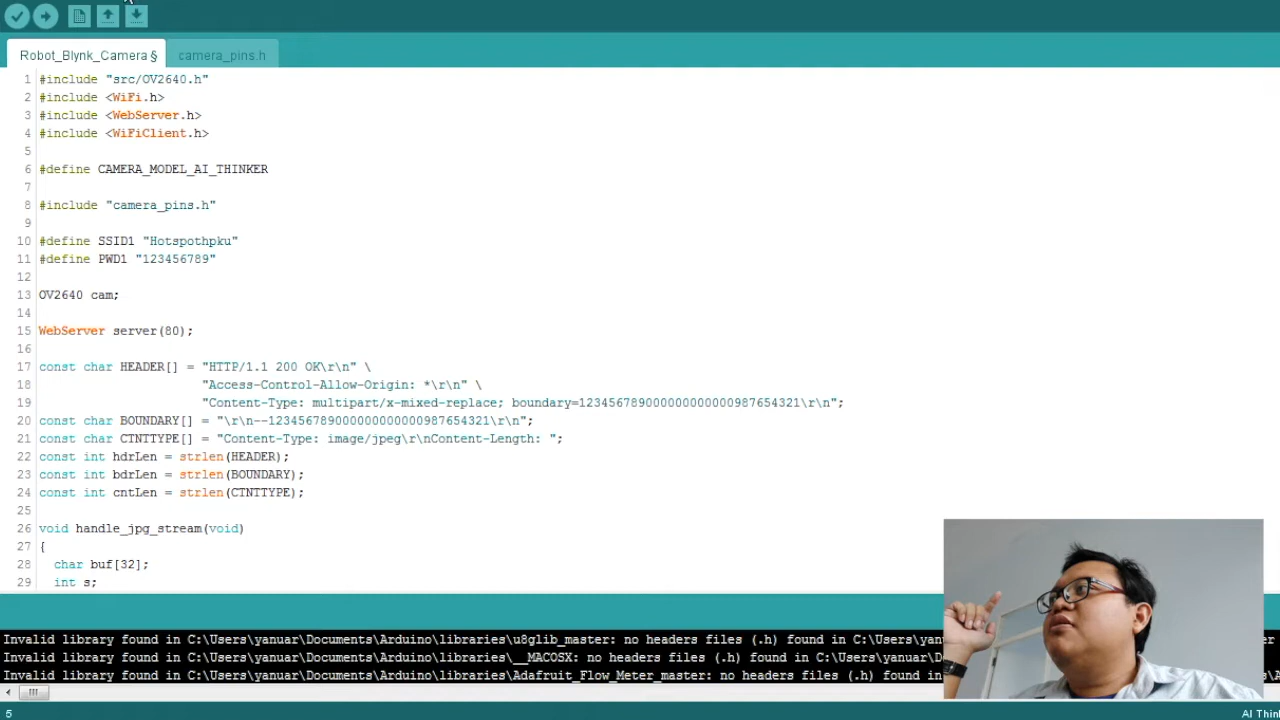 Robot_Blynk_Camera §
camera_pins.h
1 #include "src/OV2640.h"
2 #include <WiFi.h>
3 #include <WebServer.h>
4 #include <WiFiClient.h>
5
6 #define CAMERA_MODEL_AI_THINKER
7
8 #include "camera_pins.h"
9
10 #define SSID1 "Hotspothpku"
11 #define PWD1 "123456789"
12
13 OV2640 cam;
14
15 WebServer server(80);
16
17 const char HEADER[] = "HTTP/1.1 200 OK\r\n" \
18 "Access-Control-Allow-Origin: *\r\n" \
19 "Content-Type: multipart/x-mixed-replace; boundary=123456789000000000000987654321\r\n";
20 const char BOUNDARY[] = "\r\n--123456789000000000000987654321\r\n";
21 const char CTNTTYPE[] = "Content-Type: image/jpeg\r\nContent-Length: ";
22 const int hdrLen = strlen(HEADER);
23 const int bdrLen = strlen(BOUNDARY);
24 const int cntLen = strlen(CTNTTYPE);
25
26 void handle_jpg_stream(void)
27 {
28 char buf[32];
29 int s;
Invalid library found in C:\Users\yanuar\Documents\Arduino\libraries\u8glib_master: no headers files (.h) found in C:\Users\yanu
Invalid library found in C:\Users\yanuar\Documents\Arduino\libraries\__MACOSX: no headers files (.h) found in C:\Users\yanuar\D
Invalid library found in C:\Users\yanuar\Documents\Arduino\libraries\Adafruit_Flow_Meter_master: no headers files (.h) found in
5
AI Thin